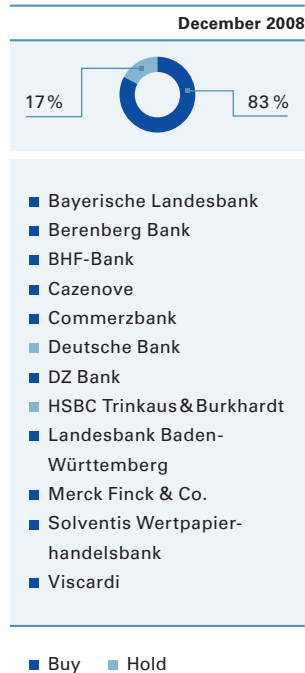 December 2008
17% 83%
Bayerische Landesbank
Berenberg Bank
BHF-Bank
Cazenove
Commerzbank
Deutsche Bank
DZ Bank
HSBC Trinkaus & Burkhardt
Landesbank Baden-
Württemberg
Merck Finck & Co.
Solventis Wertpapier-
handelsbank
Viscardi
Buy Hold